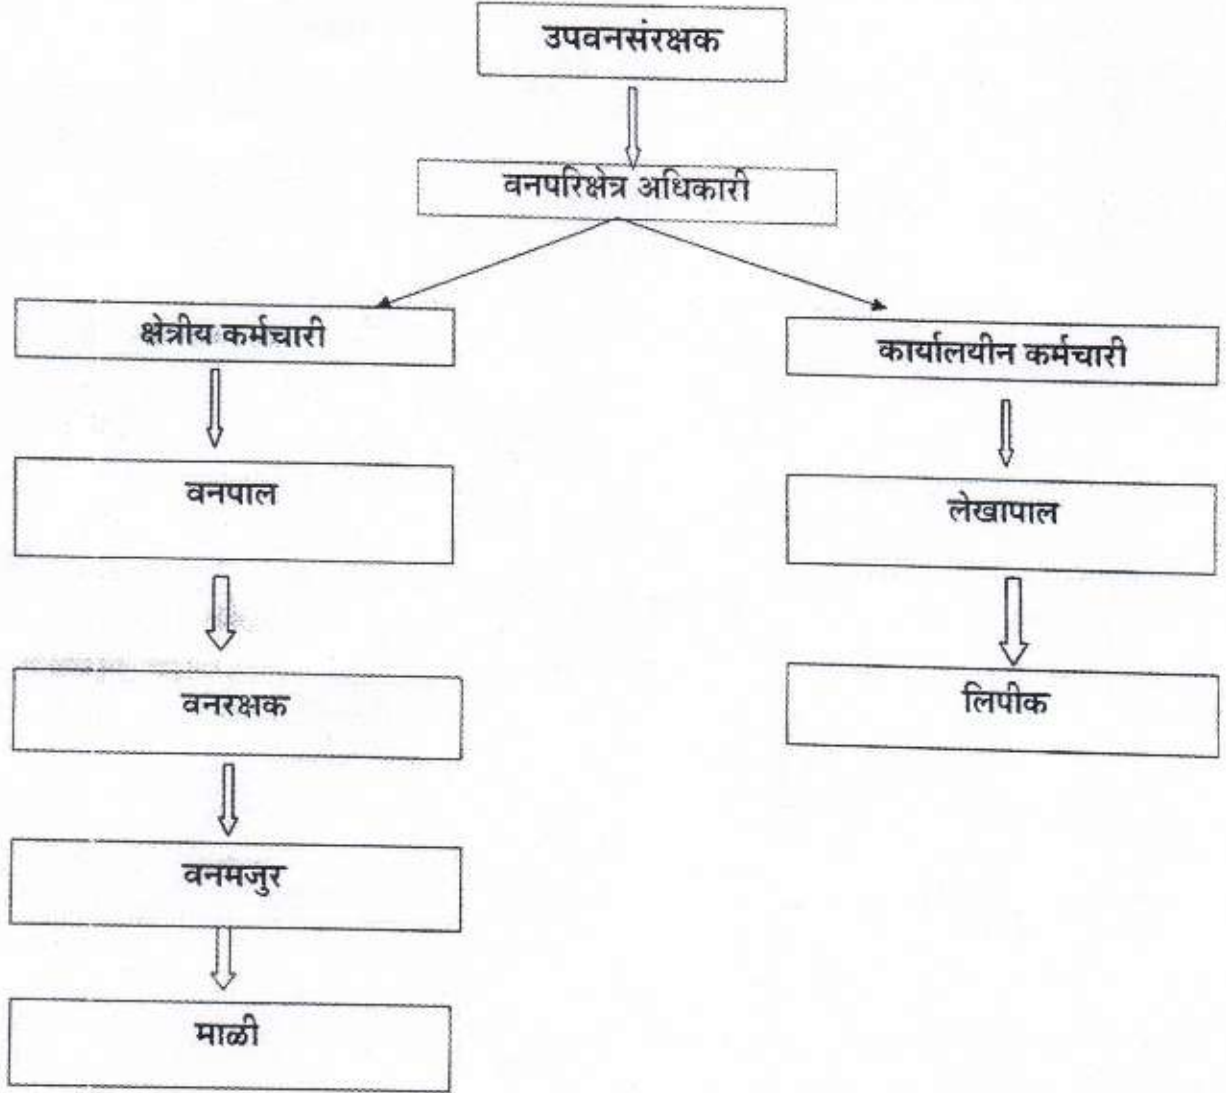 उपवनसंरक्षक
वनपरिक्षेत्र अधिकारी
क्षेत्रीय कर्मचारी
कार्यालयीन कर्मचारी
वनपाल
लेखापाल
वनरक्षक
लिपीक
वनमजुर
माळी